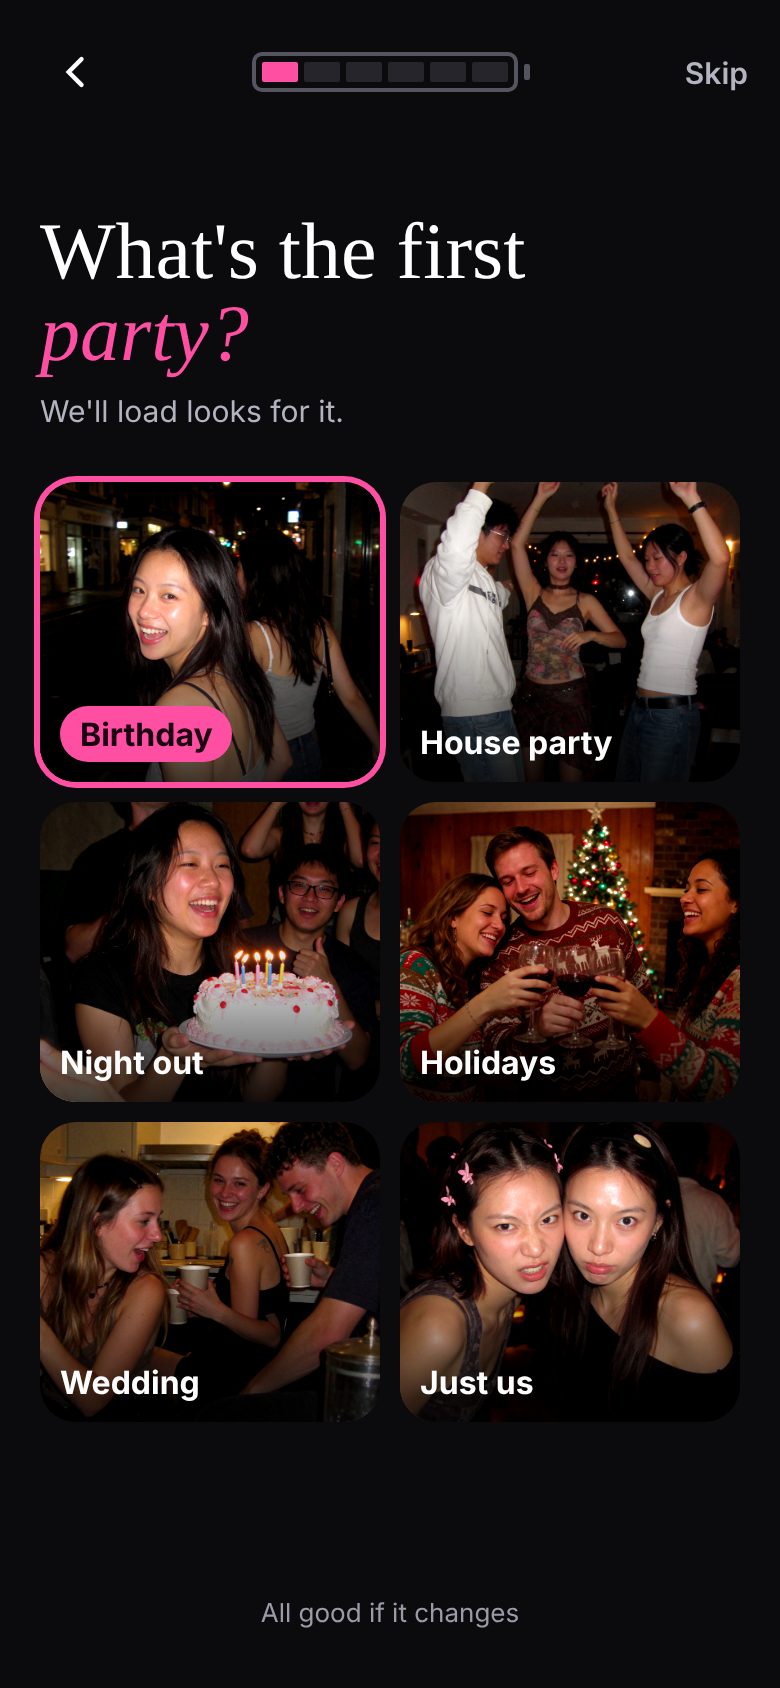 Skip
What's the first
party?
We'll load looks for it.
Birthday
House party
Night out
Holidays
Wedding
Just us
All good if it changes